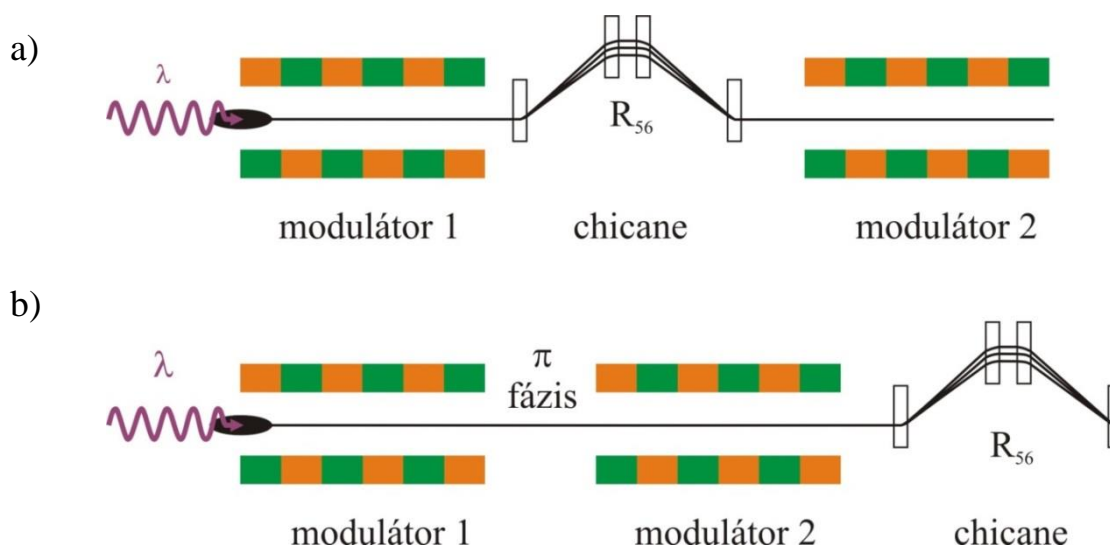 a)
λ
R₅₆
modulátor 1 chicane modulátor 2
b)
λ
π
fázis
R₅₆
modulátor 1 modulátor 2 chicane